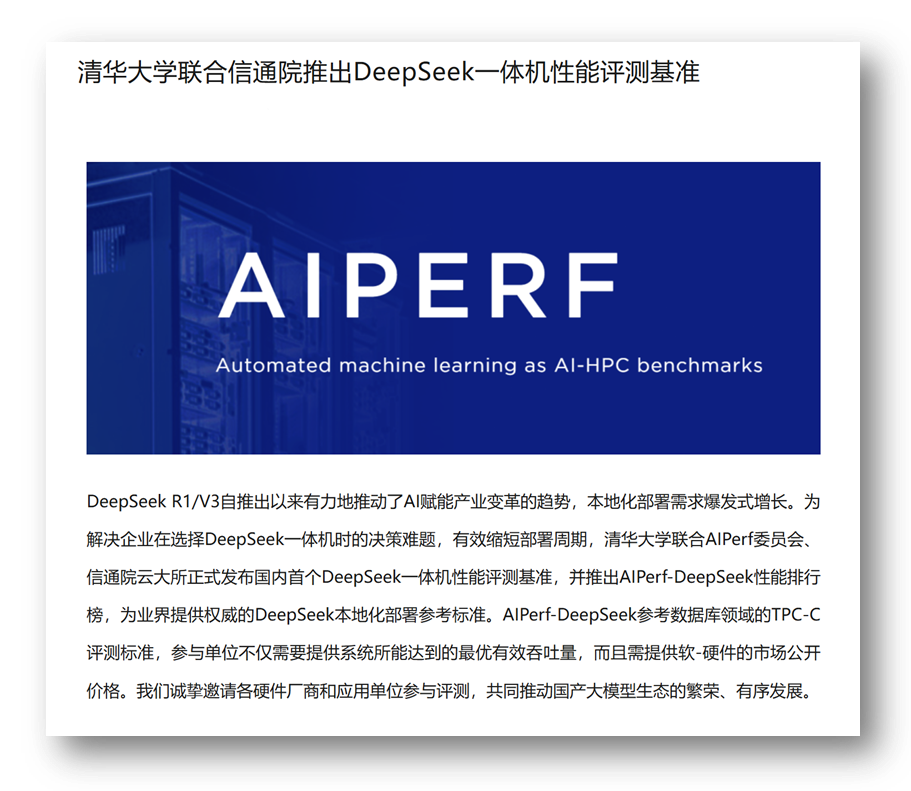 清华大学联合信通院推出DeepSeek一体机性能评测基准
AIPERF
Automated machine learning as AI-HPC benchmarks
DeepSeek R1/V3自推出以来有力地推动了AI赋能产业变革的趋势，本地化部署需求爆发式增长。为
解决企业在选择DeepSeek一体机时的决策难题，有效缩短部署周期，清华大学联合AIPerf委员会、
信通院云大所正式发布国内首个DeepSeek一体机性能评测基准，并推出AIPerf-DeepSeek性能排行
榜，为业界提供权威的DeepSeek本地化部署参考标准。AIPerf-DeepSeek参考数据库领域的TPC-C
评测标准，参与单位不仅需要提供系统所能达到的最优有效吞吐量，而且需提供软-硬件的市场公开
价格。我们诚挚邀请各硬件厂商和应用单位参与评测，共同推动国产大模型生态的繁荣、有序发展。